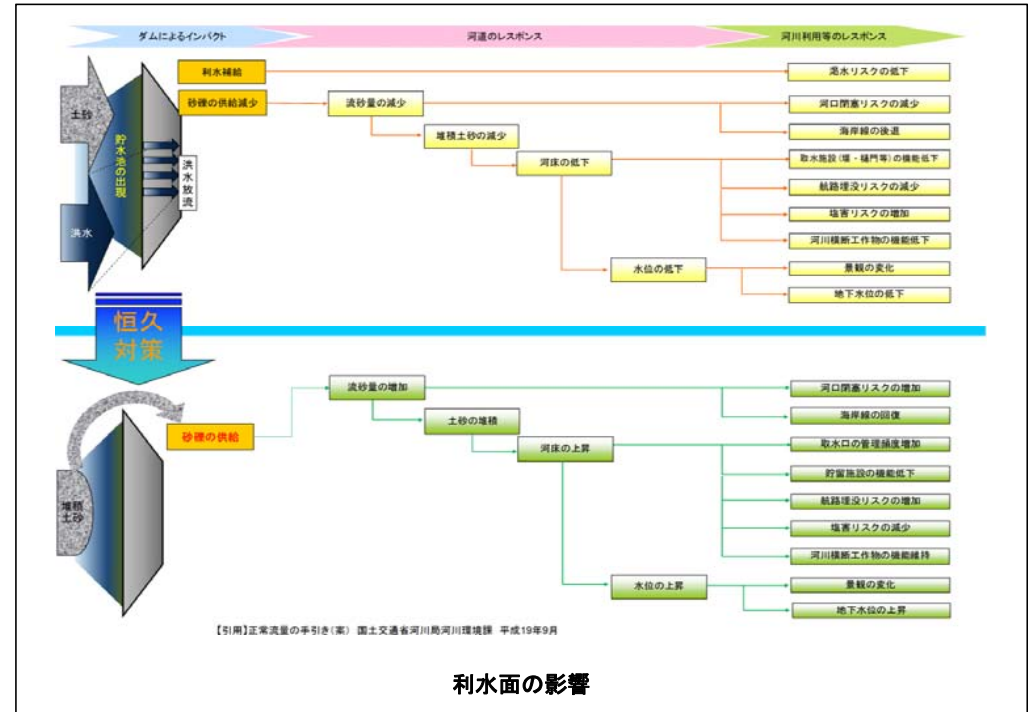 ダムによるインパクト
河道のレスポンス
河川利用等のレスポンス
土砂
洪水
貯水池の出現
洪水放流
利水補給
渇水リスクの低下
砂礫の供給減少
流砂量の減少
河口閉塞リスクの減少
堆積土砂の減少
海岸線の後退
河床の低下
取水施設(堰・樋門等)の機能低下
航路埋没リスクの減少
塩害リスクの増加
河川横断工作物の機能低下
水位の低下
景観の変化
地下水位の低下
恒久
対策
堆積
土砂
砂礫の供給
流砂量の増加
河口閉塞リスクの増加
土砂の堆積
海岸線の回復
河床の上昇
取水口の管理頻度増加
貯留施設の機能低下
航路埋没リスクの増加
塩害リスクの減少
河川横断工作物の機能維持
水位の上昇
景観の変化
地下水位の上昇
【引用】正常流量の手引き(案) 国土交通省河川局河川環境課 平成19年9月
利水面の影響